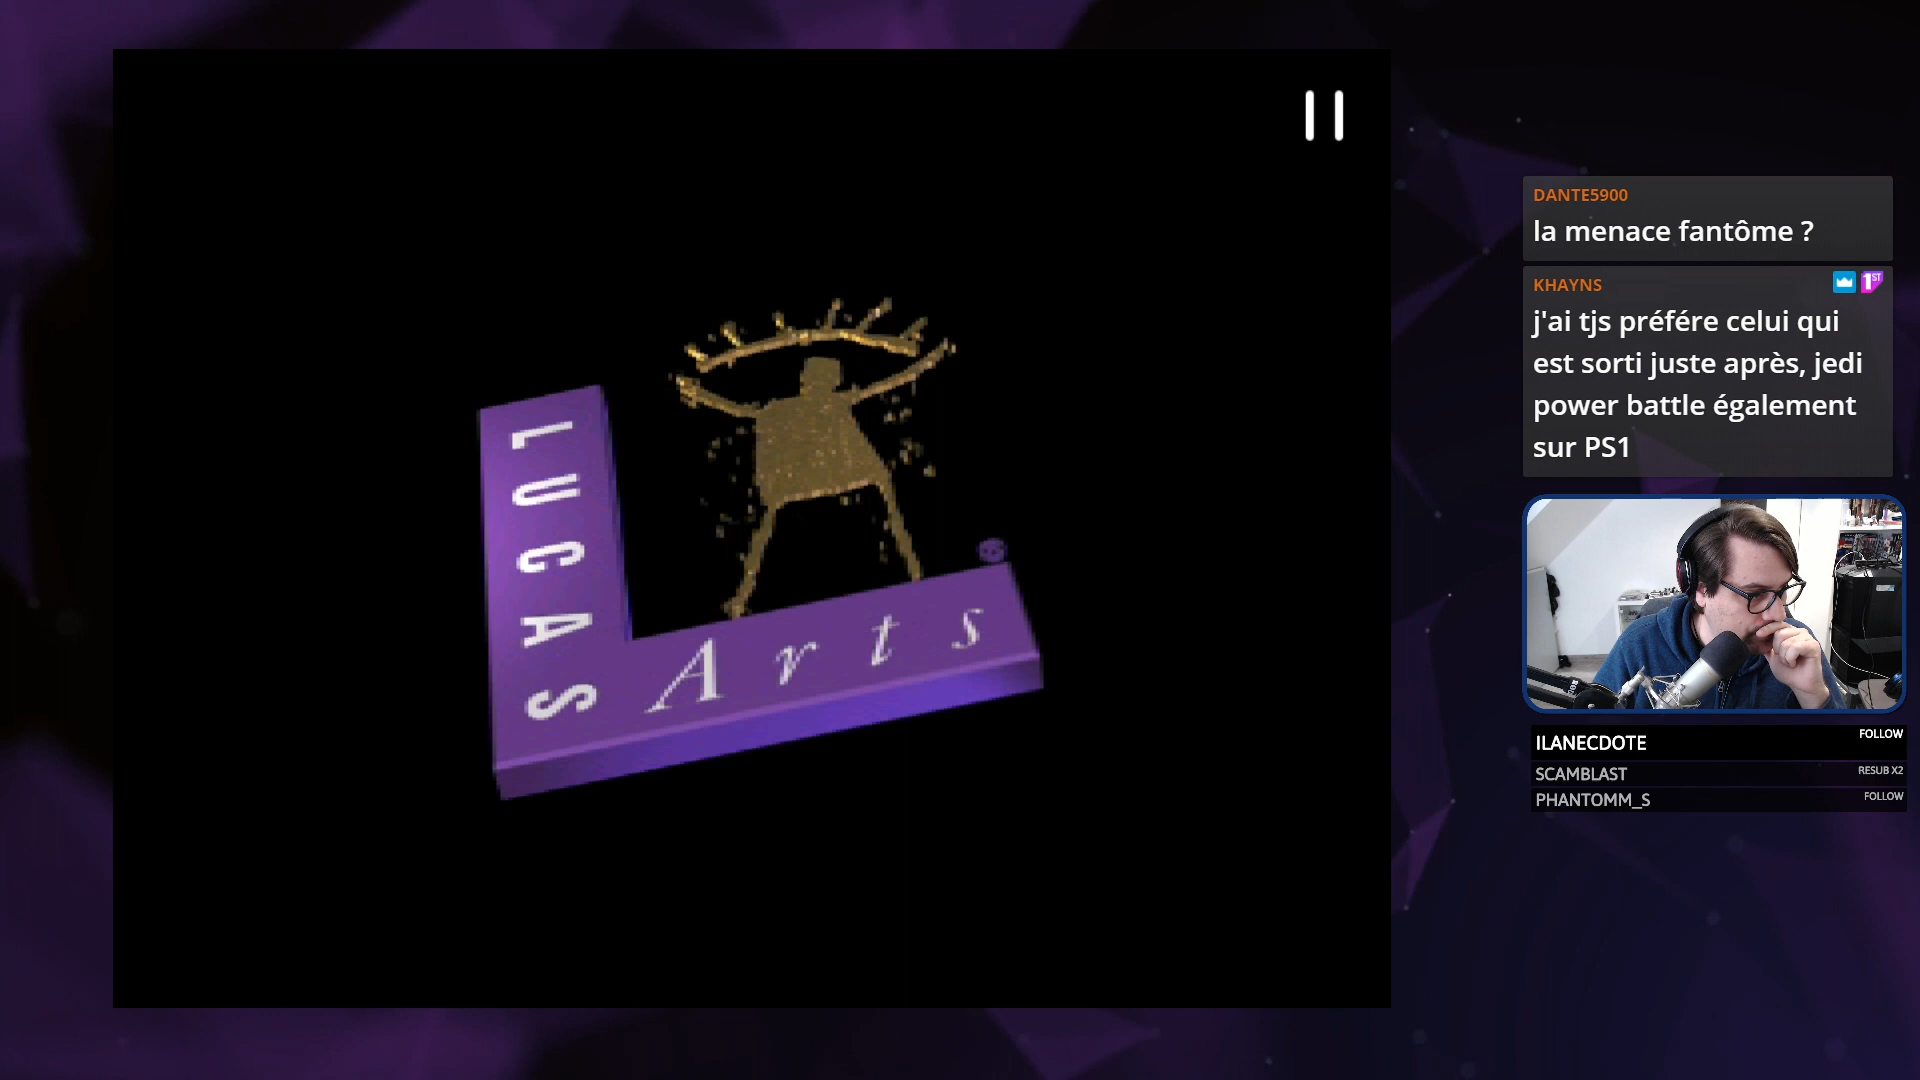 LUCAS
Arts
®
DANTE5900
la menace fantôme ?
KHAYNS
1ST
j'ai tjs préfére celui qui
est sorti juste après, jedi
power battle également
sur PS1
ILANECDOTE FOLLOW
SCAMBLAST RESUB X2
PHANTOMM_S FOLLOW